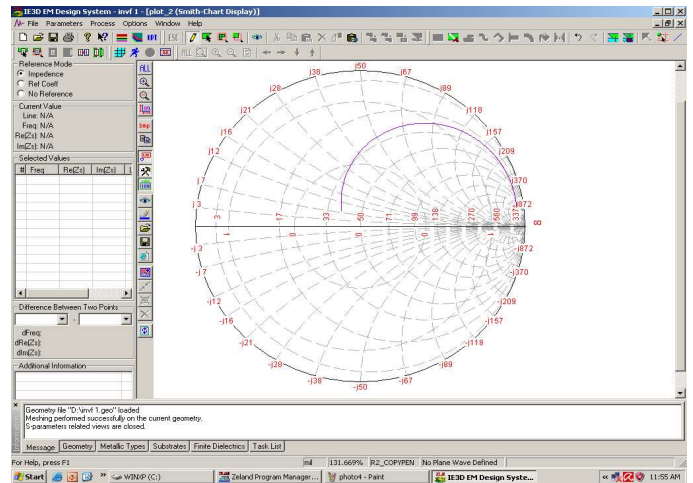 IE3D EM Design System - invf 1 - [plot_2 (Smith-Chart Display)]
File Parameters Process Options Window Help
Reference Mode
Impedence
Ref Coeff
No Reference
Current Value
Line: N/A
Freq: N/A
Re(Zs): N/A
Im(Zs): N/A
Selected Values
# Freq Re(Zs) Im(Zs)
Difference Between Two Points
dFreq:
dRe(Zs):
dIm(Zs):
Additional Information
ALL
j50
j38 j67
j28 j89
j21 j118
j16 j157
j12 j209
j7 j370
j3 j872
3 17 33 50 71 99 138 270 560 337 ∞
-j3 -j872
-j7 -j370
-j12 -j209
-j16 -j157
-j21 -j118
-j28 -j89
-j38 -j67
-j50
Geometry file "D:\invf 1.geo" loaded
Meshing performed successfully on the current geometry.
S-parameters related views are closed.
Message Geometry Metallic Types Substrates Finite Dielectrics Task List
For Help, press F1 mil 131.669% R2_COPYPEN No Plane Wave Defined
Start WINXP (C:) Zeland Program Manager... photo4 - Paint IE3D EM Design Syste... 11:55 AM